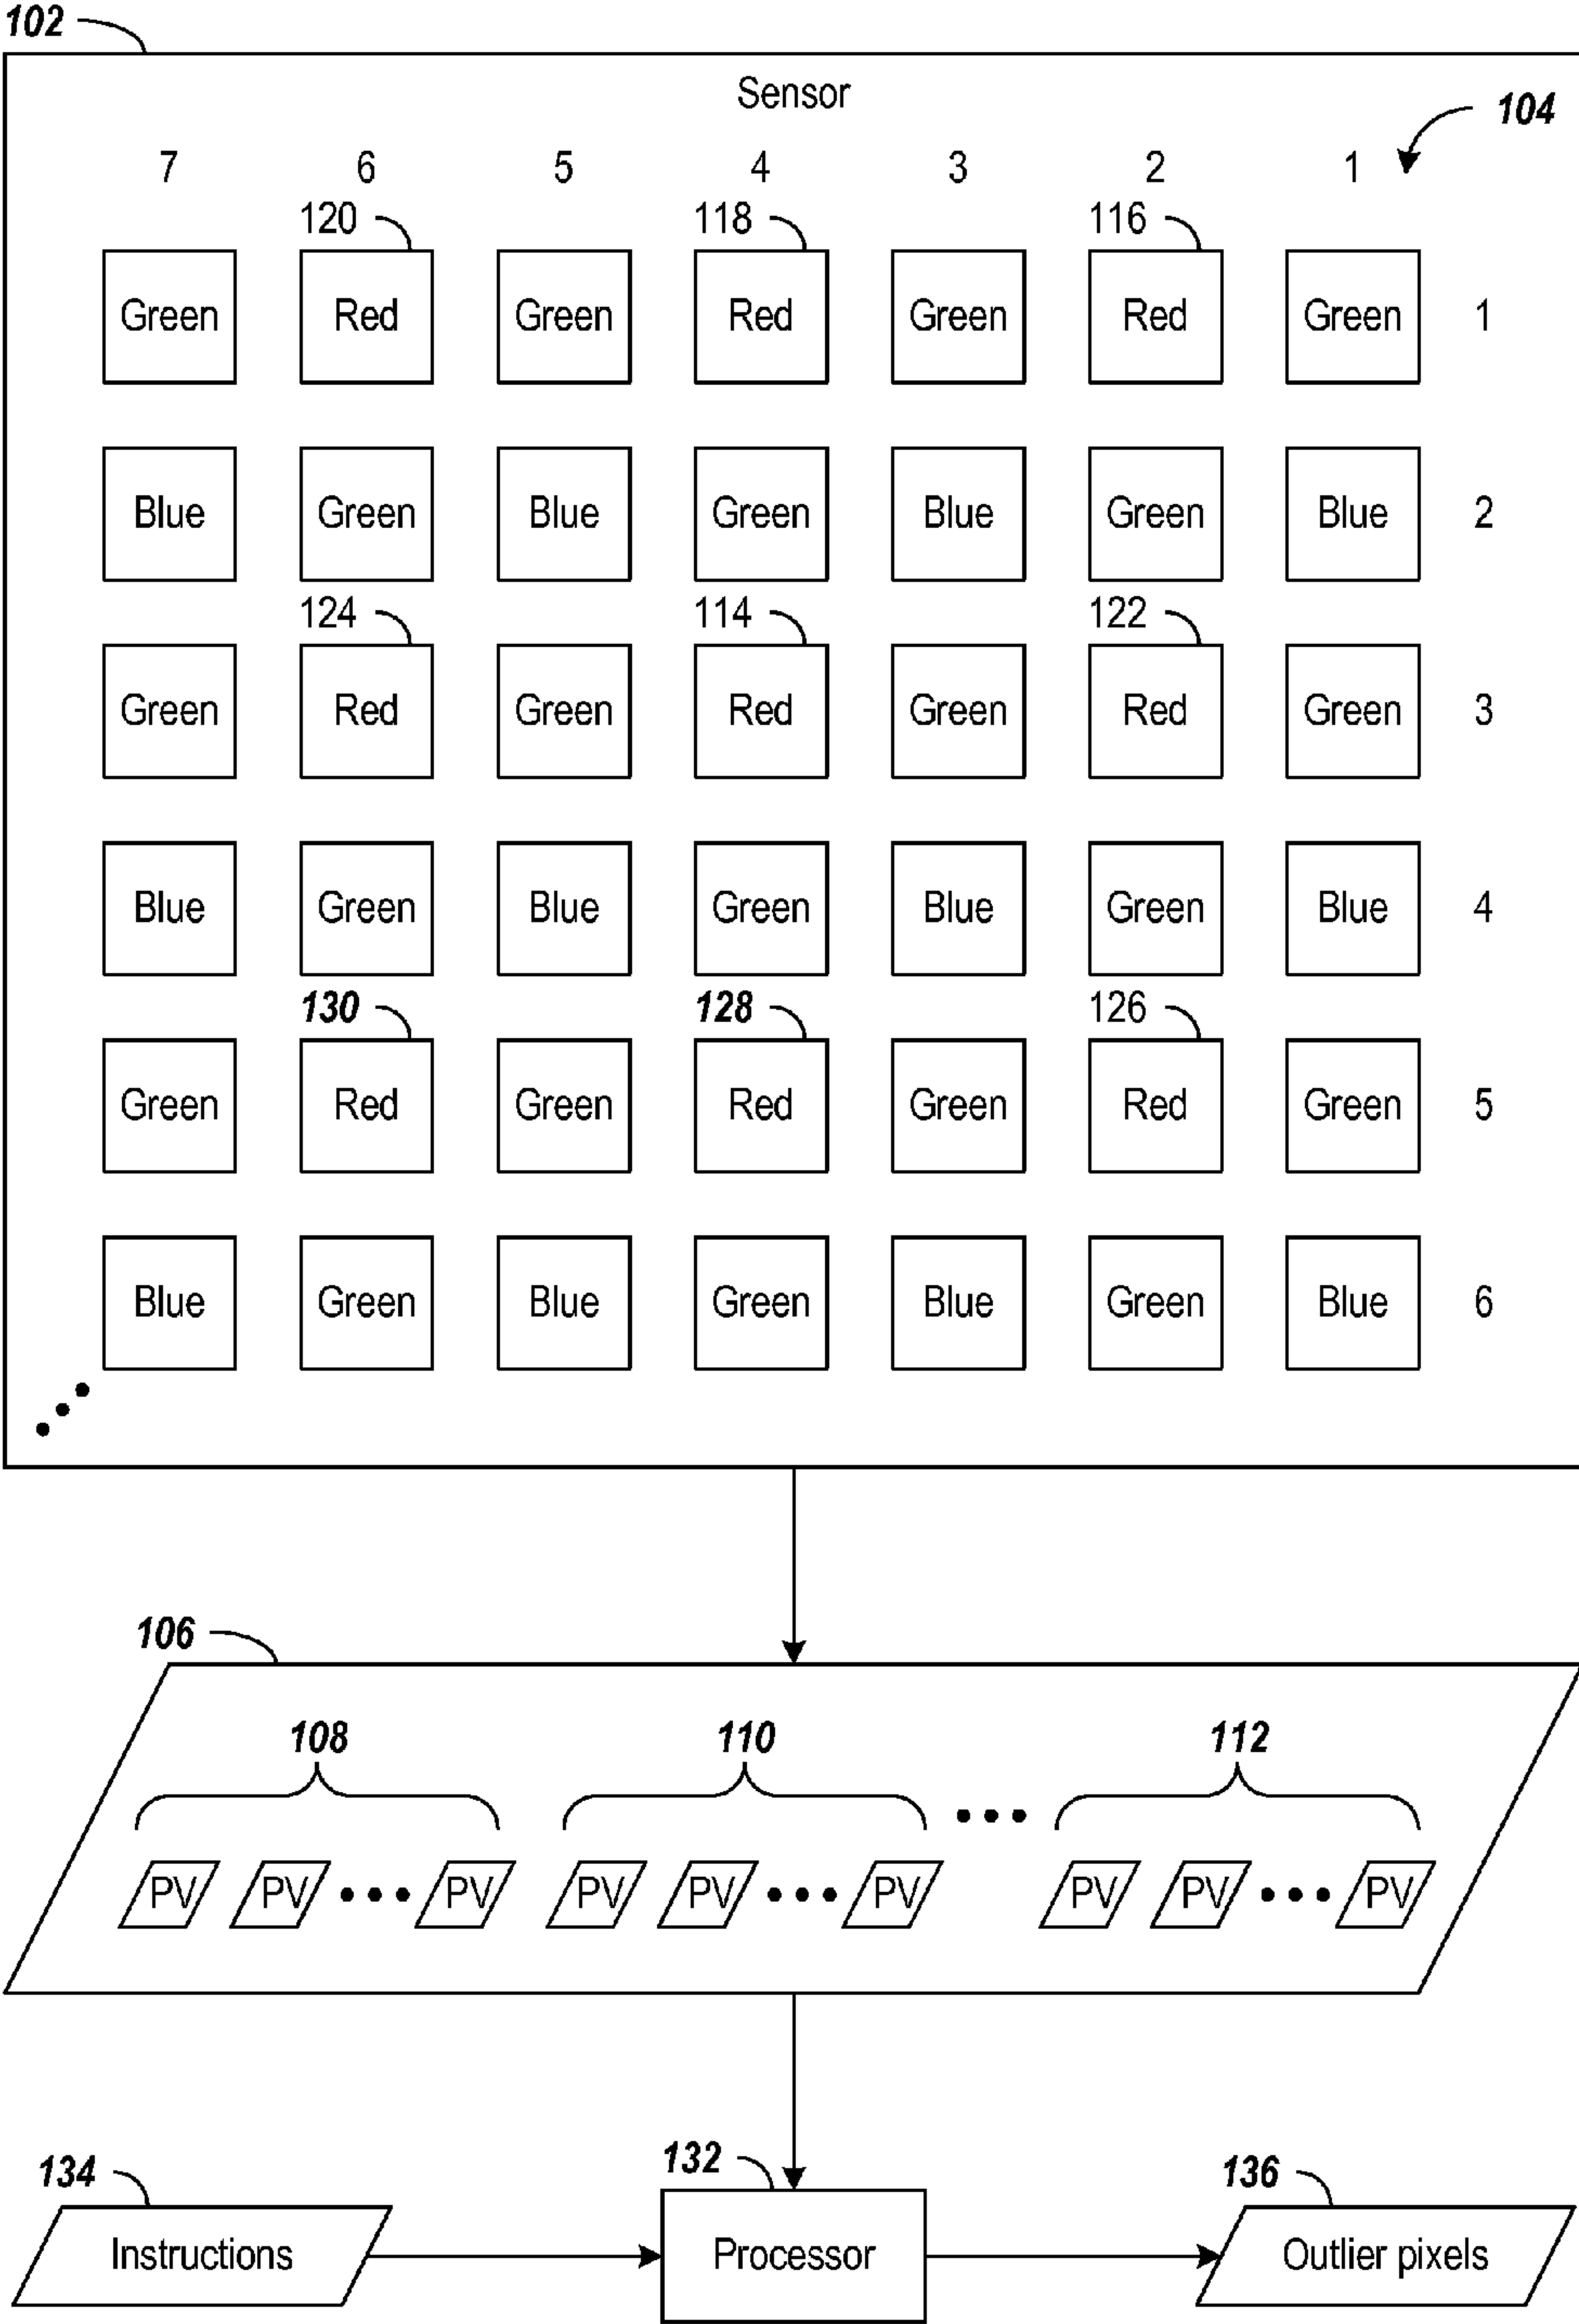 102
Sensor
104
7 6 5 4 3 2 1
120 118 116
Green Red Green Red Green Red Green 1
Blue Green Blue Green Blue Green Blue 2
124 114 122
Green Red Green Red Green Red Green 3
Blue Green Blue Green Blue Green Blue 4
130 128 126
Green Red Green Red Green Red Green 5
Blue Green Blue Green Blue Green Blue 6
106
108 110 112
PV PV PV PV PV PV PV PV PV
134 132 136
Instructions Processor Outlier pixels